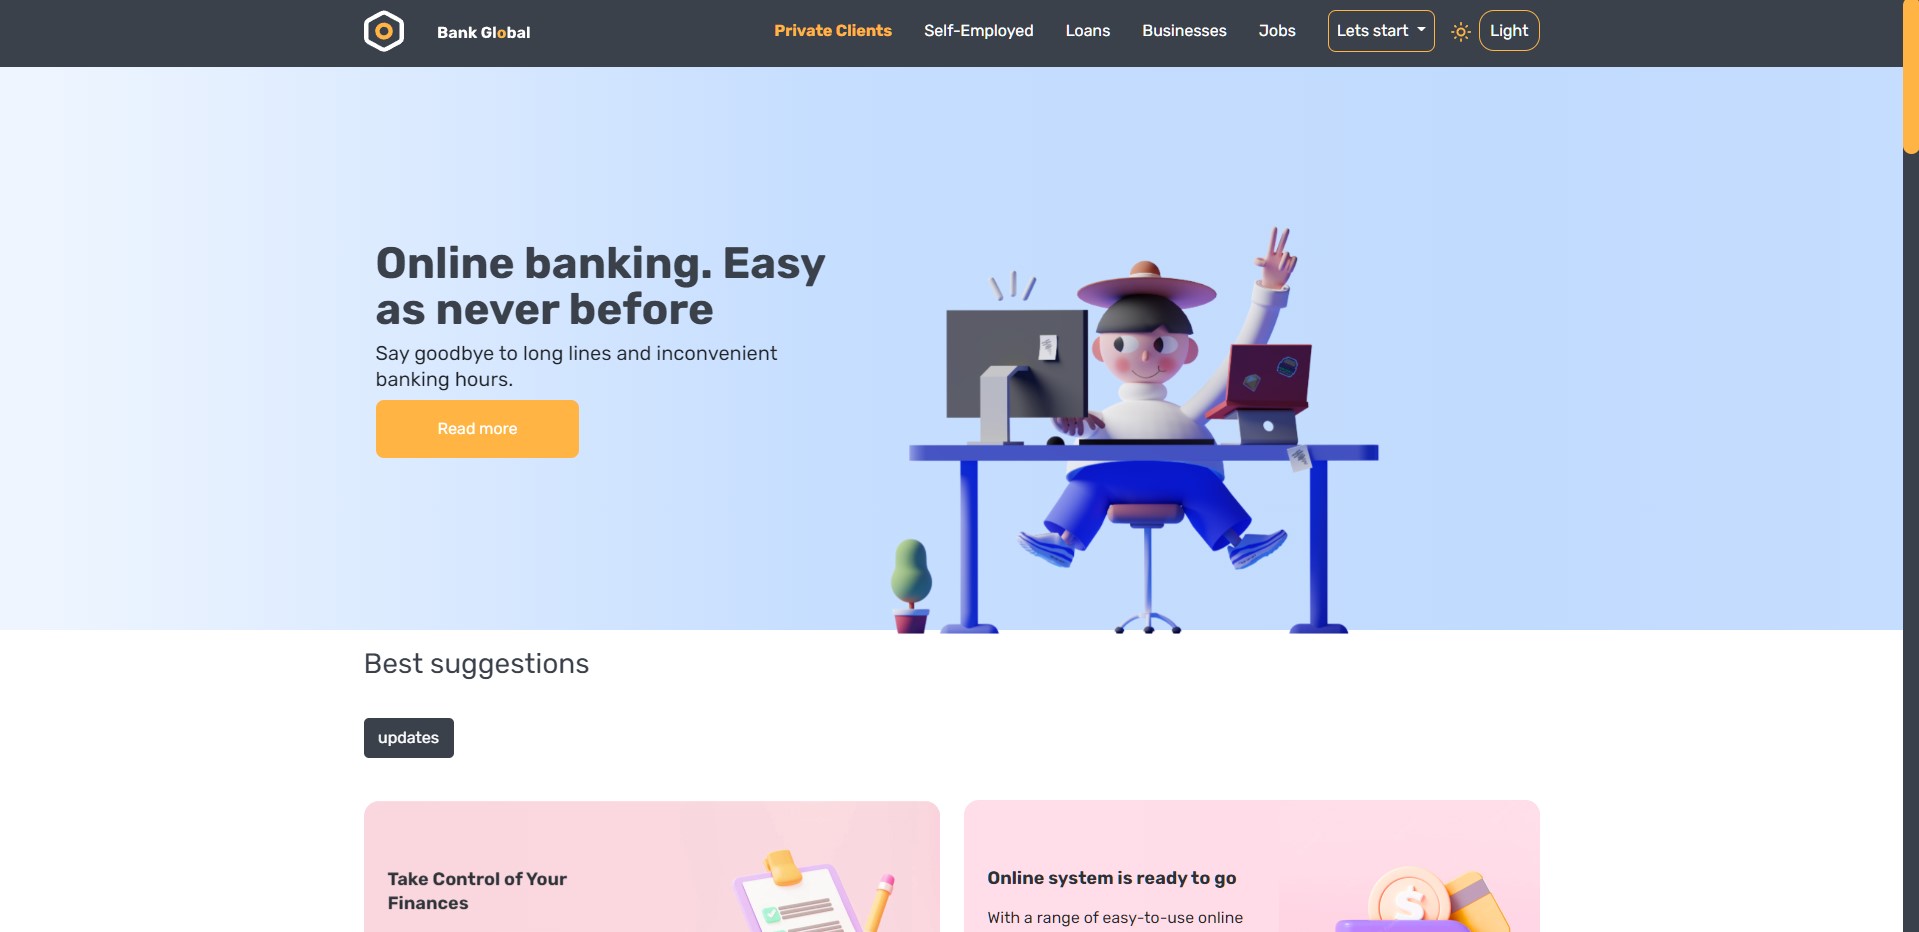 Bank Global
Private Clients
Self-Employed
Loans
Businesses
Jobs
Lets start
Light
Online banking. Easy
as never before
Say goodbye to long lines and inconvenient
banking hours.
Read more
Best suggestions
updates
Take Control of Your
Finances
Online system is ready to go
With a range of easy-to-use online